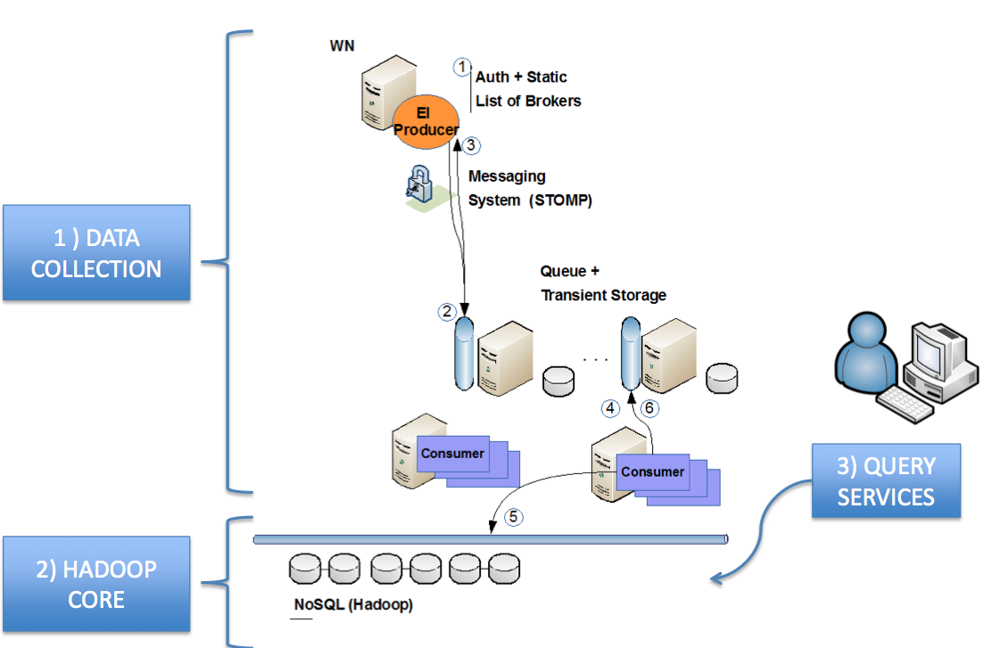 WN
1
Auth + Static
List of Brokers
EI
Producer
3
Messaging
System (STOMP)
1 ) DATA
COLLECTION
Queue +
Transient Storage
2
. . .
4
6
Consumer
Consumer
3) QUERY
SERVICES
5
2) HADOOP
CORE
NoSQL (Hadoop)